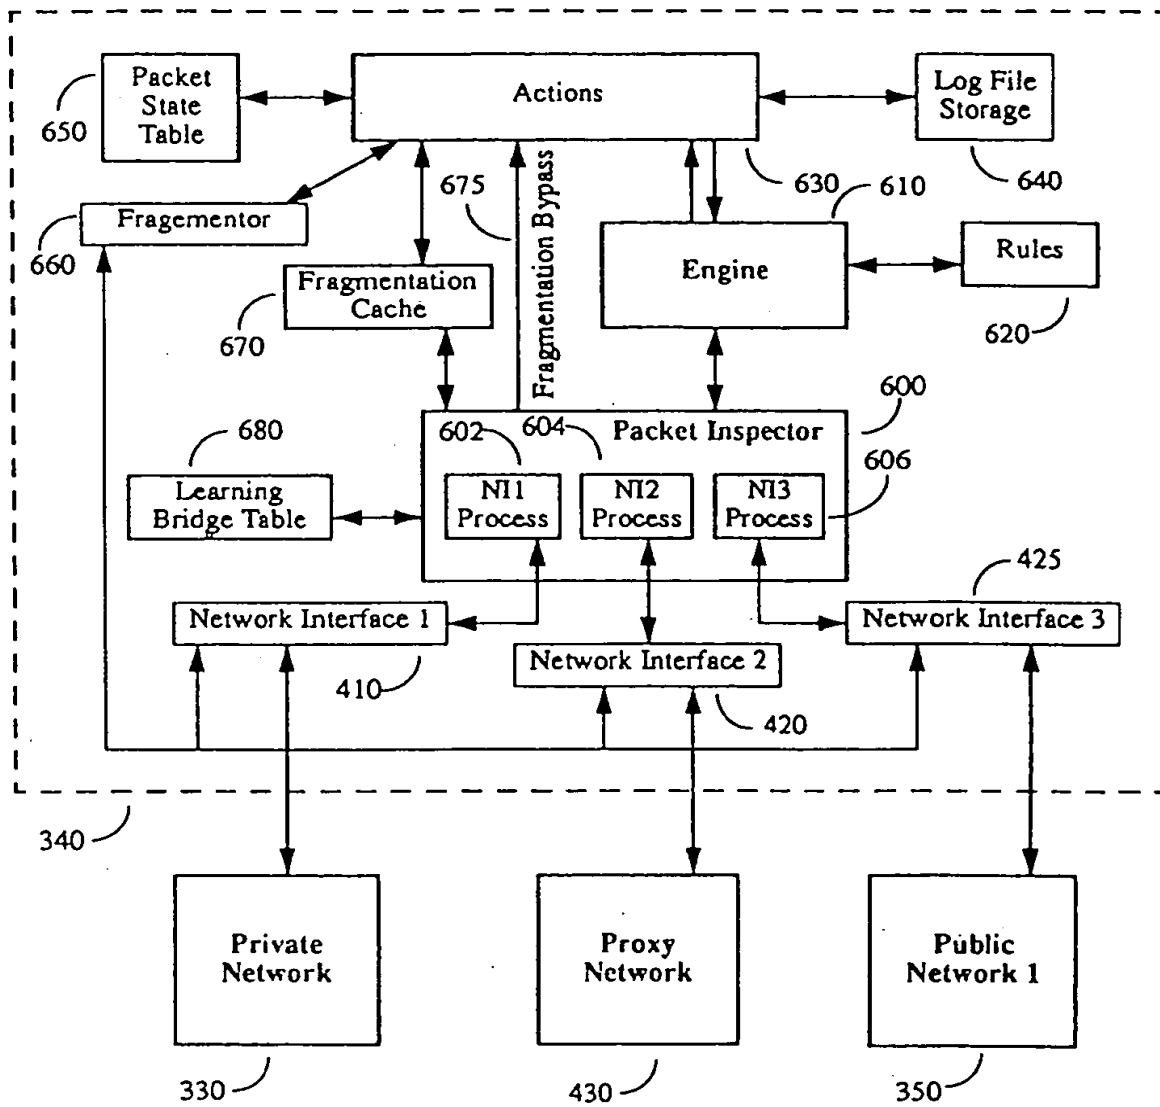 Packet
State
Table
650
Actions
Log File
Storage
640
630
610
675
Fragmentation Bypass
Fragementor
660
Fragmentation
Cache
670
Engine
Rules
620
600
Packet Inspector
602
604
606
NI1
Process
NI2
Process
NI3
Process
680
Learning
Bridge Table
425
Network Interface 1
410
Network Interface 2
420
Network Interface 3
340
Private
Network
330
Proxy
Network
430
Public
Network 1
350